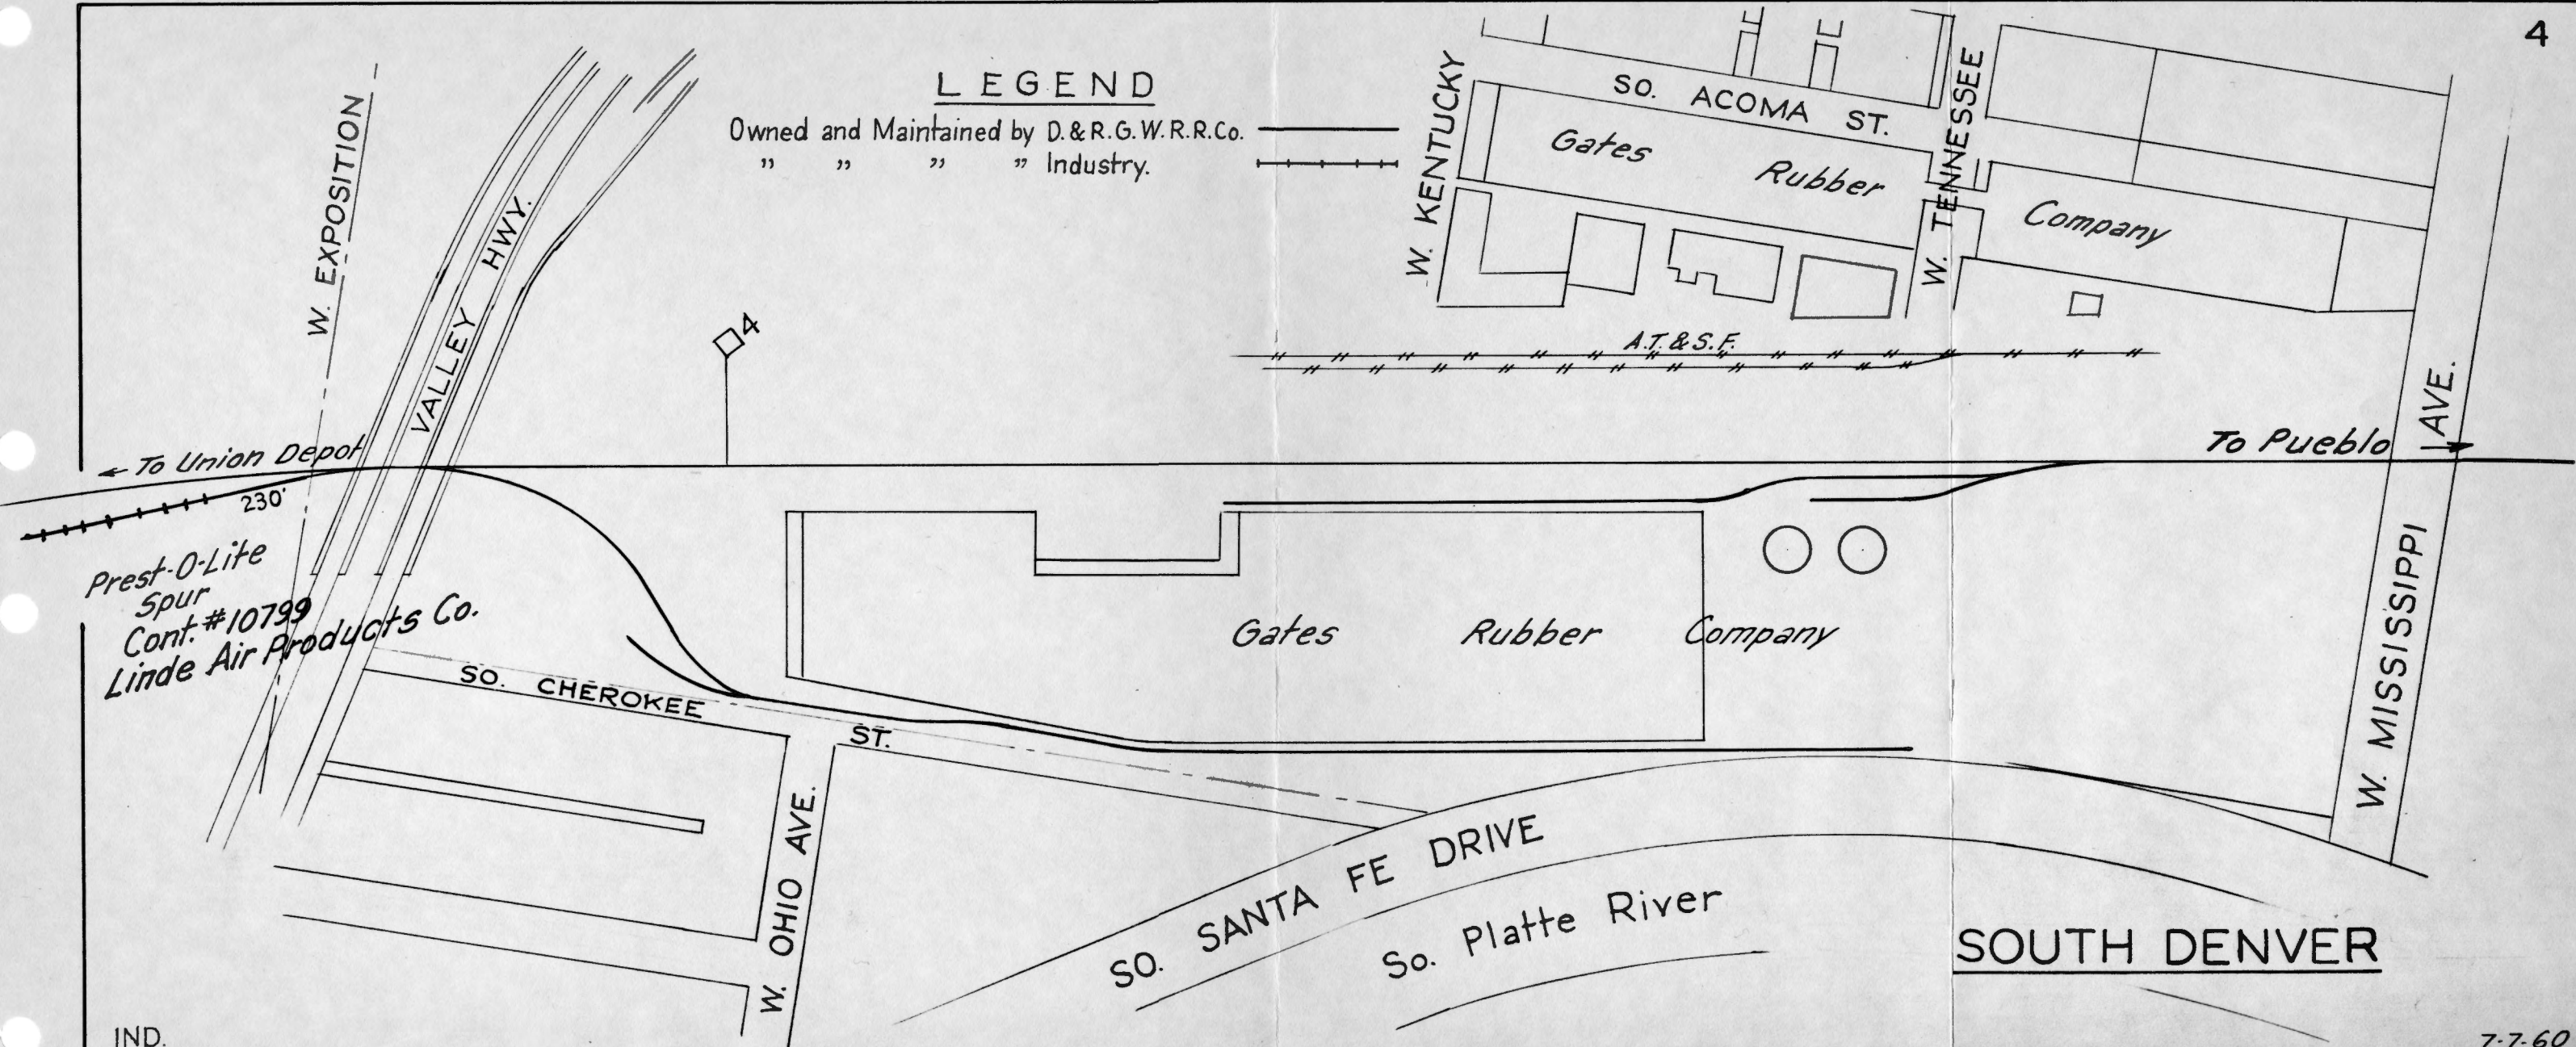 4
LEGEND
Owned and Maintained by D.&R.G.W.R.R.Co.
" " " " Industry.
W. EXPOSITION
VALLEY HWY.
4
W. KENTUCKY
SO. ACOMA ST.
W. TENNESSEE
Gates Rubber Company
A.T.&S.F.
← To Union Depot
230'
To Pueblo
W. MISSISSIPPI AVE.
Prest-O-Lite
Spur
Cont.#10799
Linde Air Products Co.
Gates Rubber Company
SO. CHEROKEE ST.
W. OHIO AVE.
SO. SANTA FE DRIVE
So. Platte River
SOUTH DENVER
IND.
7-7-60